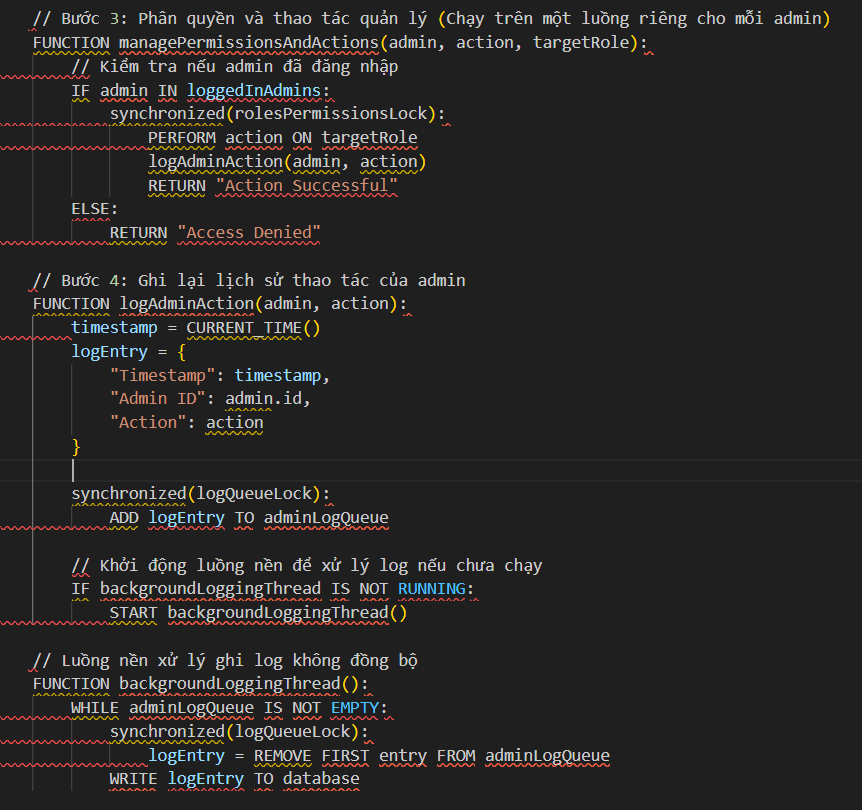 // Bước 3: Phân quyền và thao tác quản lý (Chạy trên một luồng riêng cho mỗi admin)
FUNCTION managePermissionsAndActions(admin, action, targetRole):
// Kiểm tra nếu admin đã đăng nhập
IF admin IN loggedInAdmins:
synchronized(rolesPermissionsLock):
PERFORM action ON targetRole
logAdminAction(admin, action)
RETURN "Action Successful"
ELSE:
RETURN "Access Denied"
// Bước 4: Ghi lại lịch sử thao tác của admin
FUNCTION logAdminAction(admin, action):
timestamp = CURRENT_TIME()
logEntry = {
"Timestamp": timestamp,
"Admin ID": admin.id,
"Action": action
}
synchronized(logQueueLock):
ADD logEntry TO adminLogQueue
// Khởi động luồng nền để xử lý log nếu chưa chạy
IF backgroundLoggingThread IS NOT RUNNING:
START backgroundLoggingThread()
// Luồng nền xử lý ghi log không đồng bộ
FUNCTION backgroundLoggingThread():
WHILE adminLogQueue IS NOT EMPTY:
synchronized(logQueueLock):
logEntry = REMOVE FIRST entry FROM adminLogQueue
WRITE logEntry TO database